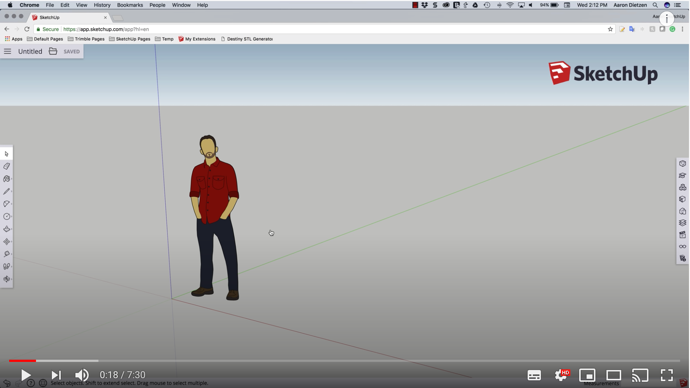 Chrome File Edit View History Bookmarks People Window Help
94% Wed 2:12 PM Aaron Dietzen
SketchUp
Secure https://app.sketchup.com/app?hl=en
Apps Default Pages Trimble Pages SketchUp Pages Temp My Extensions Destiny STL Generator
Untitled SAVED
SketchUp
0:18 / 7:30
HD
Select objects. Shift to extend select. Drag mouse to select multiple.
Measurements